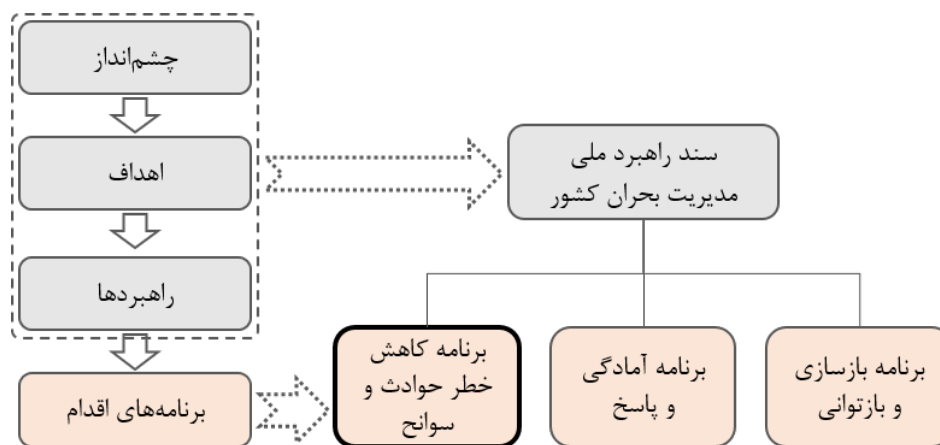 چشم‌انداز
اهداف
راهبردها
برنامه‌های اقدام
سند راهبرد ملی
مدیریت بحران کشور
برنامه کاهش
خطر حوادث و
سوانح
برنامه آمادگی
و پاسخ
برنامه بازسازی
و بازتوانی